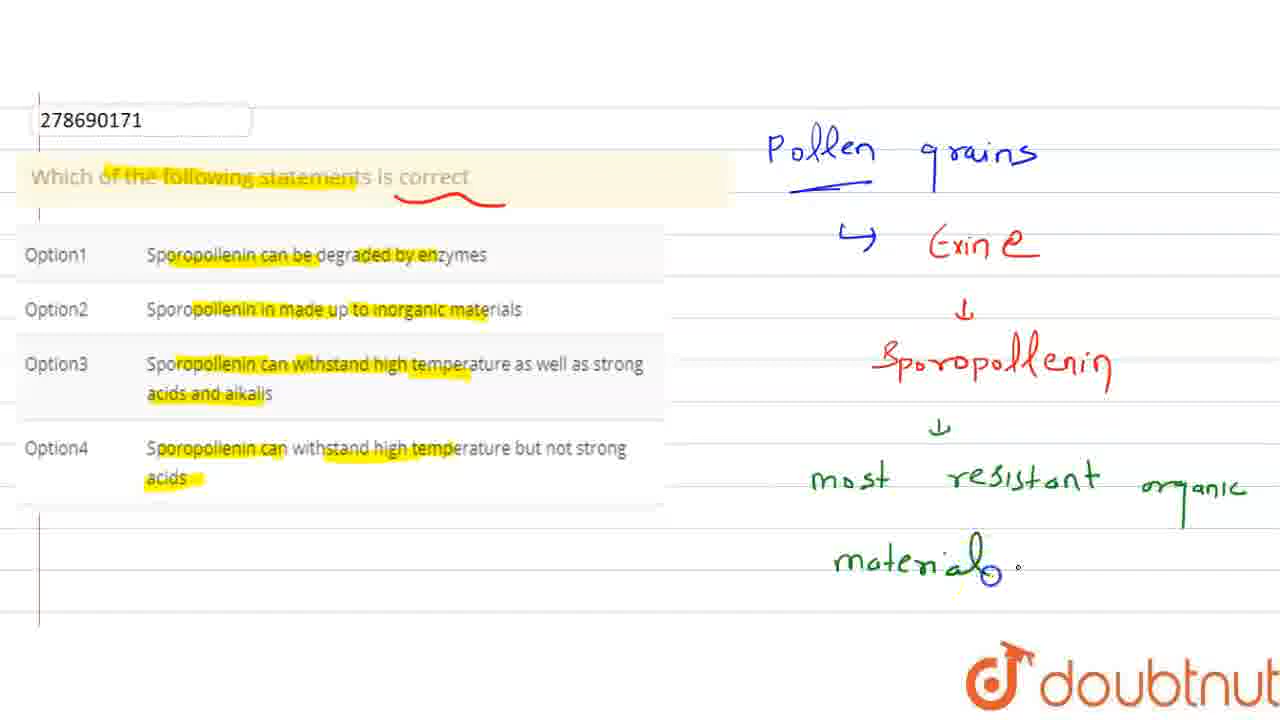 278690171
Which of the following statements is correct
Option1 Sporopollenin can be degraded by enzymes
Option2 Sporopollenin in made up to inorganic materials
Option3 Sporopollenin can withstand high temperature as well as strong
acids and alkalis
Option4 Sporopollenin can withstand high temperature but not strong
acids
Pollen grains
↳ Exine
↓
Sporopollenin
↓
most resistant organic
material
doubtnut